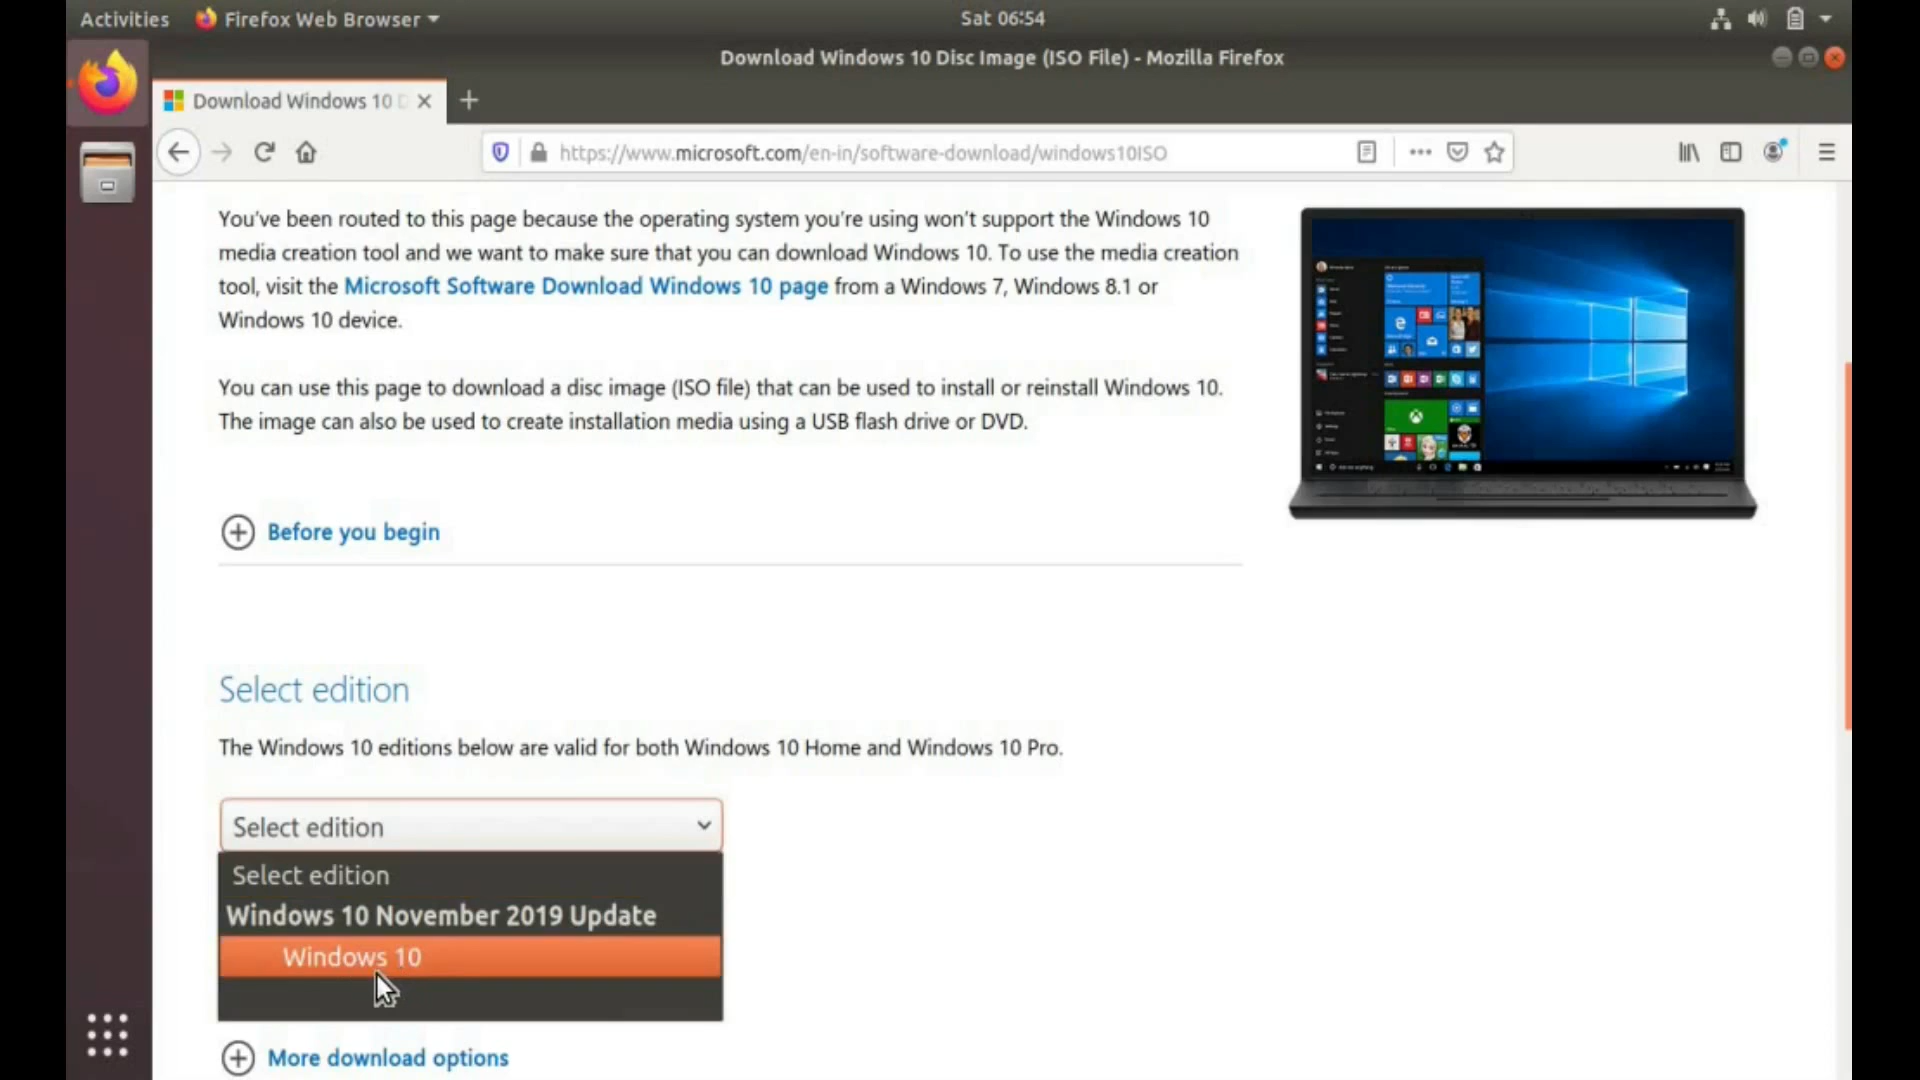 Activities Firefox Web Browser Sat 06:54
Download Windows 10 Disc Image (ISO File) - Mozilla Firefox
Download Windows 10 D
https://www.microsoft.com/en-in/software-download/windows10ISO
You've been routed to this page because the operating system you're using won't support the Windows 10
media creation tool and we want to make sure that you can download Windows 10. To use the media creation
tool, visit the Microsoft Software Download Windows 10 page from a Windows 7, Windows 8.1 or
Windows 10 device.
You can use this page to download a disc image (ISO file) that can be used to install or reinstall Windows 10.
The image can also be used to create installation media using a USB flash drive or DVD.
Before you begin
Select edition
The Windows 10 editions below are valid for both Windows 10 Home and Windows 10 Pro.
Select edition
Select edition
Windows 10 November 2019 Update
Windows 10
More download options